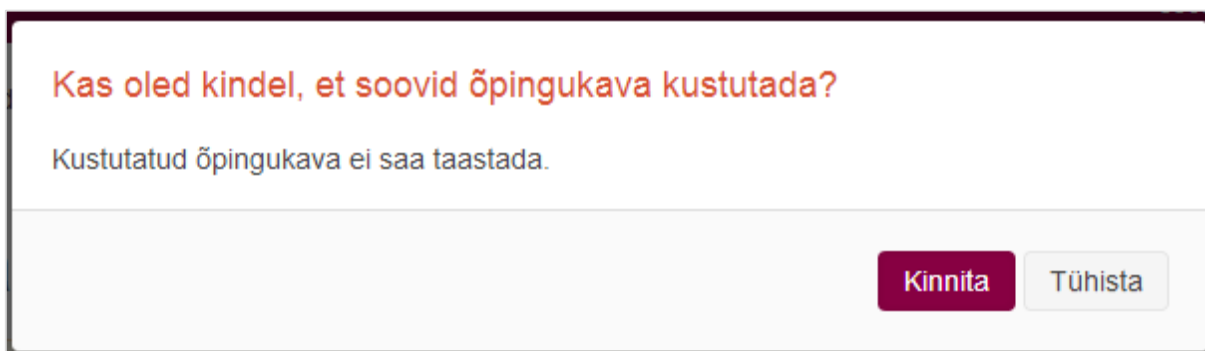 Kas oled kindel, et soovid õpingukava kustutada?
Kustutatud õpingukava ei saa taastada.
Kinnita
Tühista